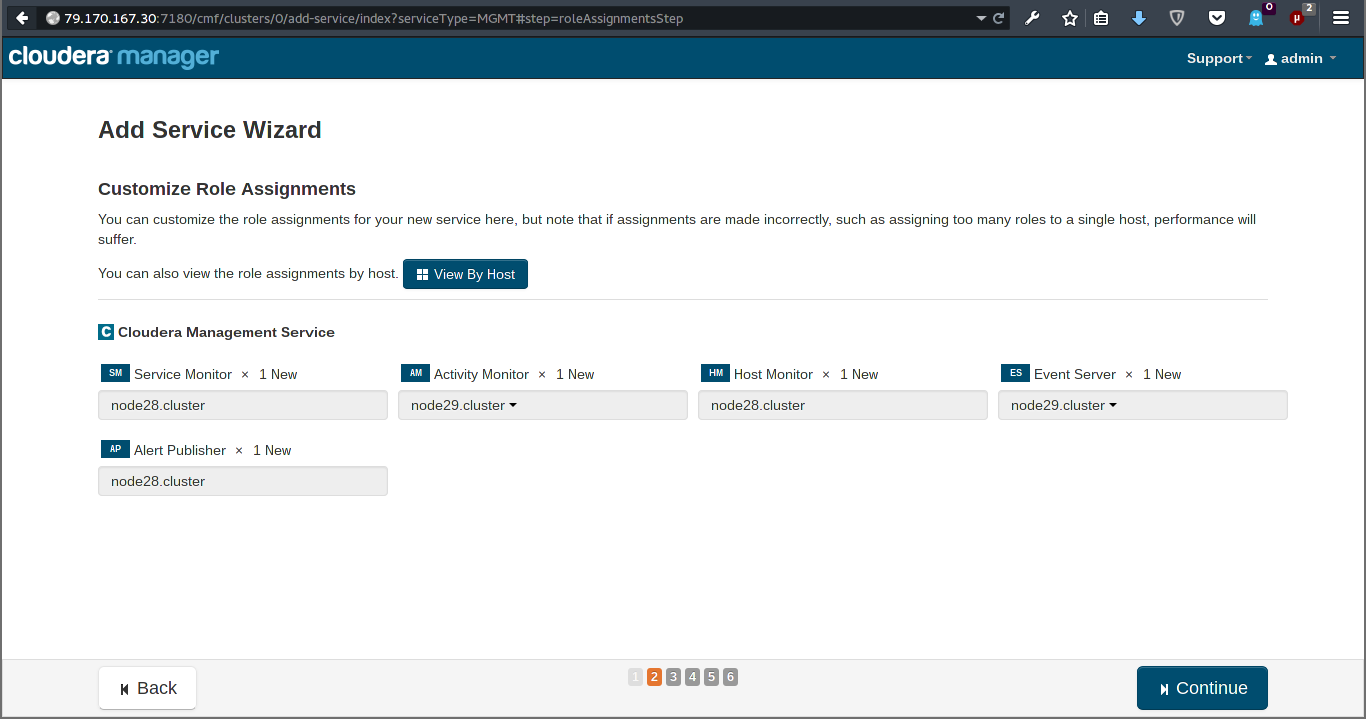 79.170.167.30:7180/cmf/clusters/0/add-service/index?serviceType=MGMT#step=roleAssignmentsStep
0
2
cloudera manager
Support
admin
Add Service Wizard
Customize Role Assignments
You can customize the role assignments for your new service here, but note that if assignments are made incorrectly, such as assigning too many roles to a single host, performance will
suffer.
You can also view the role assignments by host. View By Host
C Cloudera Management Service
SM Service Monitor × 1 New
AM Activity Monitor × 1 New
HM Host Monitor × 1 New
ES Event Server × 1 New
node28.cluster
node29.cluster
node28.cluster
node29.cluster
AP Alert Publisher × 1 New
node28.cluster
Back
1 2 3 4 5 6
Continue